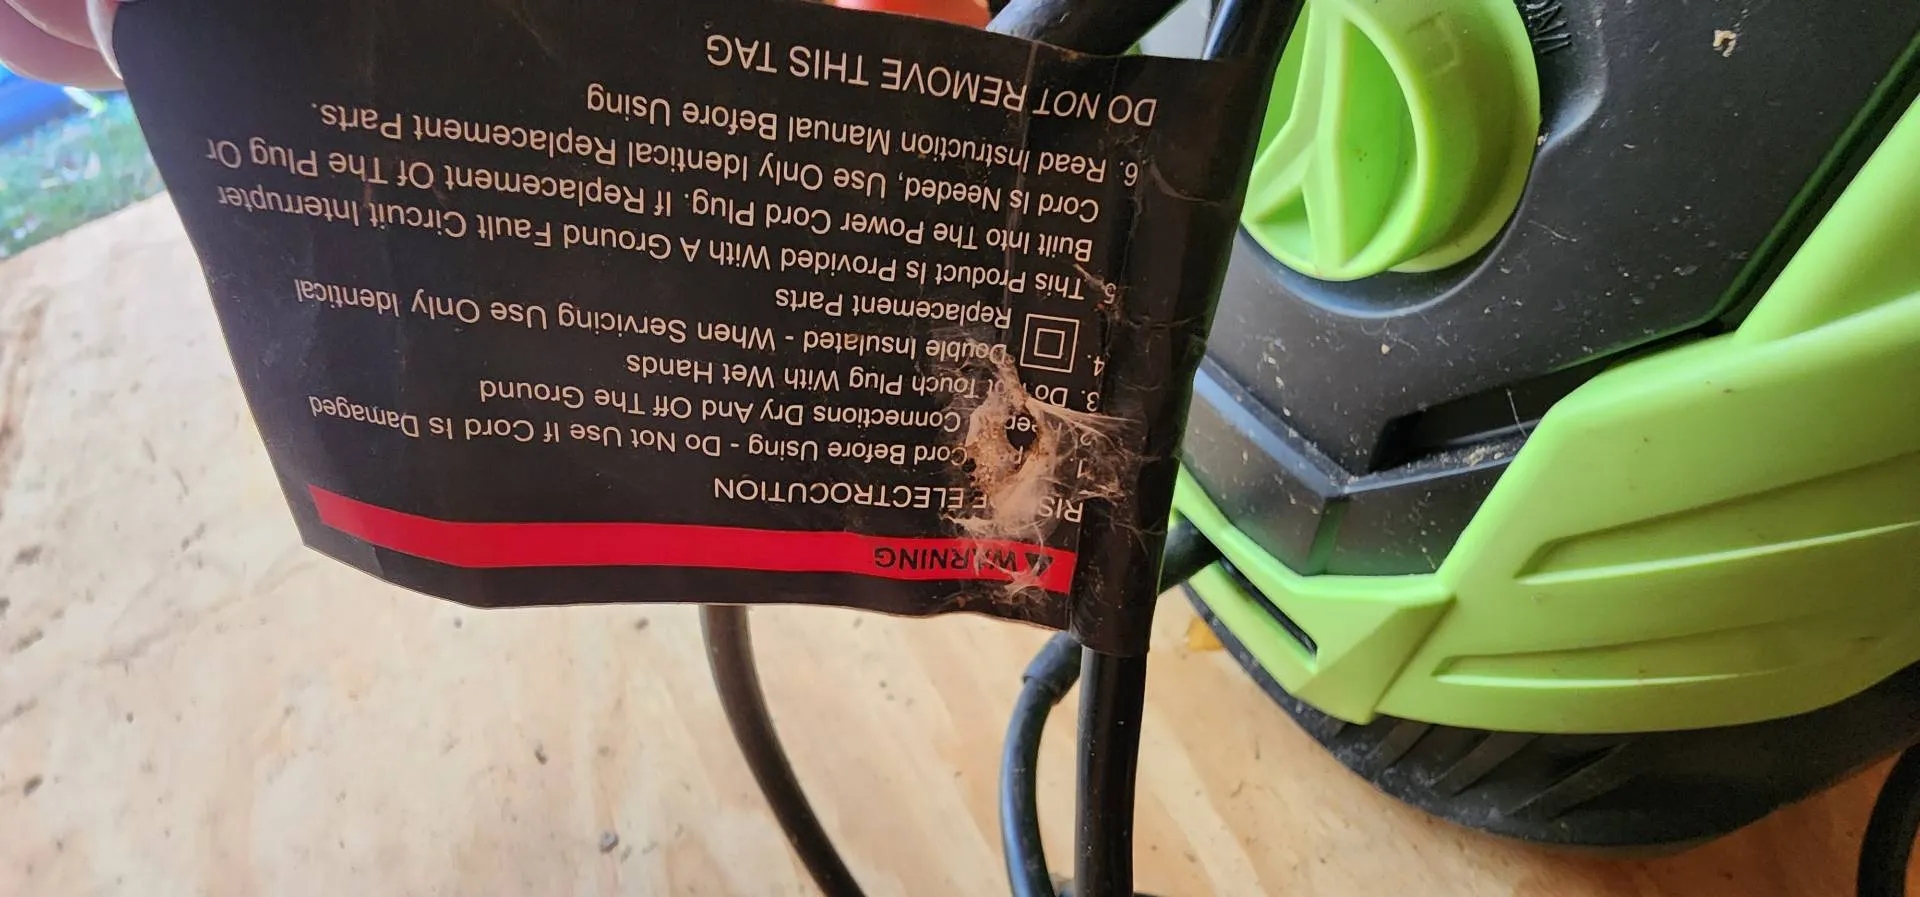 ⚠ WARNING
ELECTROCUTION
1. Cord Before Using - Do Not Use If Cord Is Damaged
2. Connections Dry And Off The Ground
3. Do Touch Plug With Wet Hands
4. Double Insulated - When Servicing Use Only Identical
Replacement Parts
5. This Product Is Provided With A Ground Fault Circuit Interrupter
Built Into The Power Cord Plug. If Replacement Of The Plug Or
Cord Is Needed, Use Only Identical Replacement Parts.
6. Read Instruction Manual Before Using
DO NOT REMOVE THIS TAG